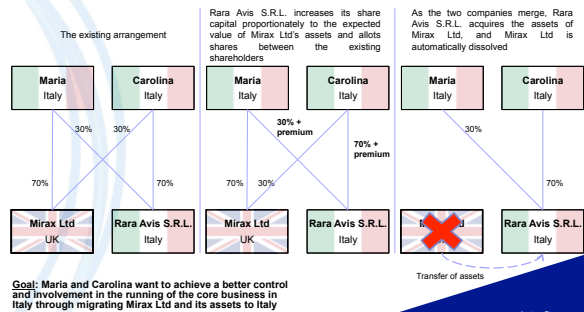 The existing arrangement
Rara Avis S.R.L. increases its share
capital proportionately to the expected
value of Mirax Ltd's assets and allots
shares between the existing
shareholders
As the two companies merge, Rara
Avis S.R.L. acquires the assets of
Mirax Ltd, and Mirax Ltd is
automatically dissolved
Maria
Italy
Carolina
Italy
Maria
Italy
Carolina
Italy
Maria
Italy
Carolina
Italy
30%
30%
30% +
premium
70% +
premium
30%
70%
70%
70%
30%
70%
Mirax Ltd
UK
Rara Avis S.R.L.
Italy
Mirax Ltd
UK
Rara Avis S.R.L.
Italy
Rara Avis S.R.L.
Italy
Transfer of assets
Goal: Maria and Carolina want to achieve a better control
and involvement in the running of the core business in
Italy through migrating Mirax Ltd and its assets to Italy